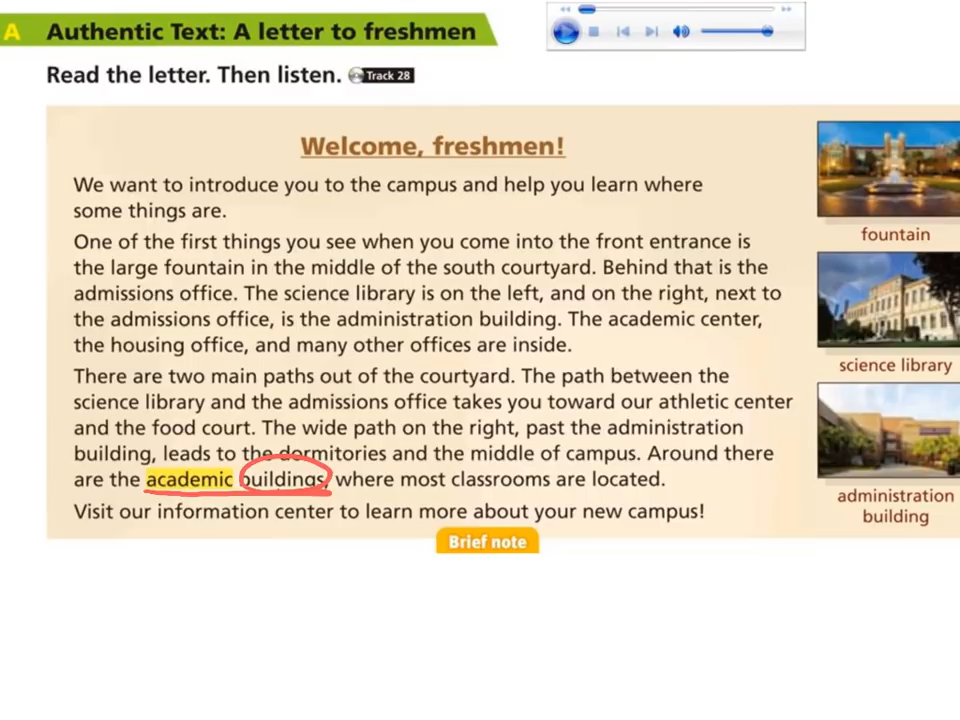 A Authentic Text: A letter to freshmen
Read the letter. Then listen. Track 28
Welcome, freshmen!
We want to introduce you to the campus and help you learn where
some things are.
One of the first things you see when you come into the front entrance is
the large fountain in the middle of the south courtyard. Behind that is the
admissions office. The science library is on the left, and on the right, next to
the admissions office, is the administration building. The academic center,
the housing office, and many other offices are inside.
There are two main paths out of the courtyard. The path between the
science library and the admissions office takes you toward our athletic center
and the food court. The wide path on the right, past the administration
building, leads to the dormitories and the middle of campus. Around there
are the academic buildings, where most classrooms are located.
Visit our information center to learn more about your new campus!
Brief note
fountain
science library
administration
building